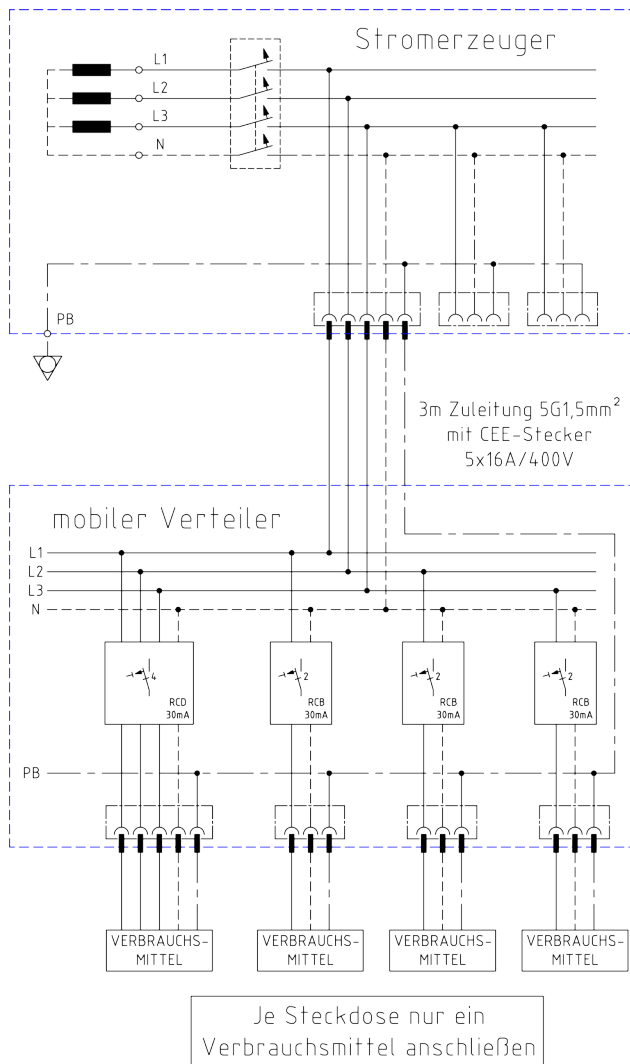 Stromerzeuger
L1
L2
L3
N
PB
3m Zuleitung 5G1,5mm²
mit CEE-Stecker
5x16A/400V
mobiler Verteiler
L1
L2
L3
N
4
RCD
30mA
2
RCB
30mA
2
RCB
30mA
2
RCB
30mA
PB
VERBRAUCHS-
MITTEL
VERBRAUCHS-
MITTEL
VERBRAUCHS-
MITTEL
VERBRAUCHS-
MITTEL
Je Steckdose nur ein
Verbrauchsmittel anschließen